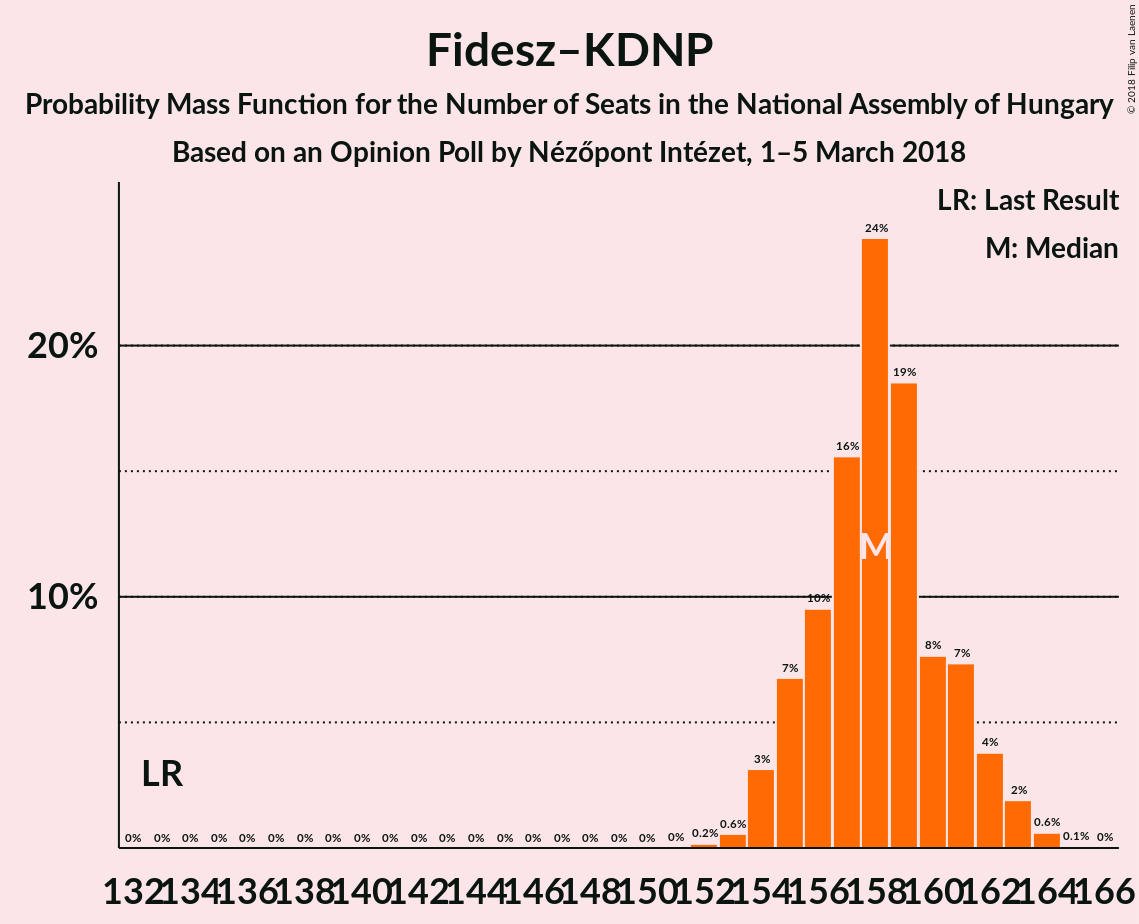 © 2018 Filip van Laenen
Fidesz–KDNP
Probability Mass Function for the Number of Seats in the National Assembly of Hungary
Based on an Opinion Poll by Nézőpont Intézet, 1–5 March 2018
LR: Last Result
M: Median
24%
20%
19%
16%
M
10%
10%
8%
7%
7%
4%
3%
LR
2%
0% 0% 0% 0% 0% 0% 0% 0% 0% 0% 0% 0% 0% 0% 0% 0% 0% 0% 0% 0% 0.2% 0.6% 0.6% 0.1% 0%
132 134 136 138 140 142 144 146 148 150 152 154 156 158 160 162 164 166